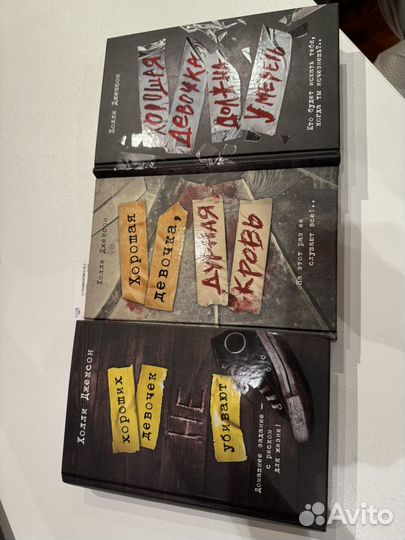 Холли Джексон
ХОРОШАЯ
ДЕВОЧКА
ДОЛЖНА
УМЕРЕТЬ
Кто будет искать тебя,
когда ты исчезнешь?..
Холли Джексон
Хорошая
девочка,
ДУРНАЯ
КРОВЬ
На этот раз ее
слушают все!..
Холли Джексон
хороших
девочек
НЕ
убивают
Домашнее задание —
с риском
для жизни!
Avito